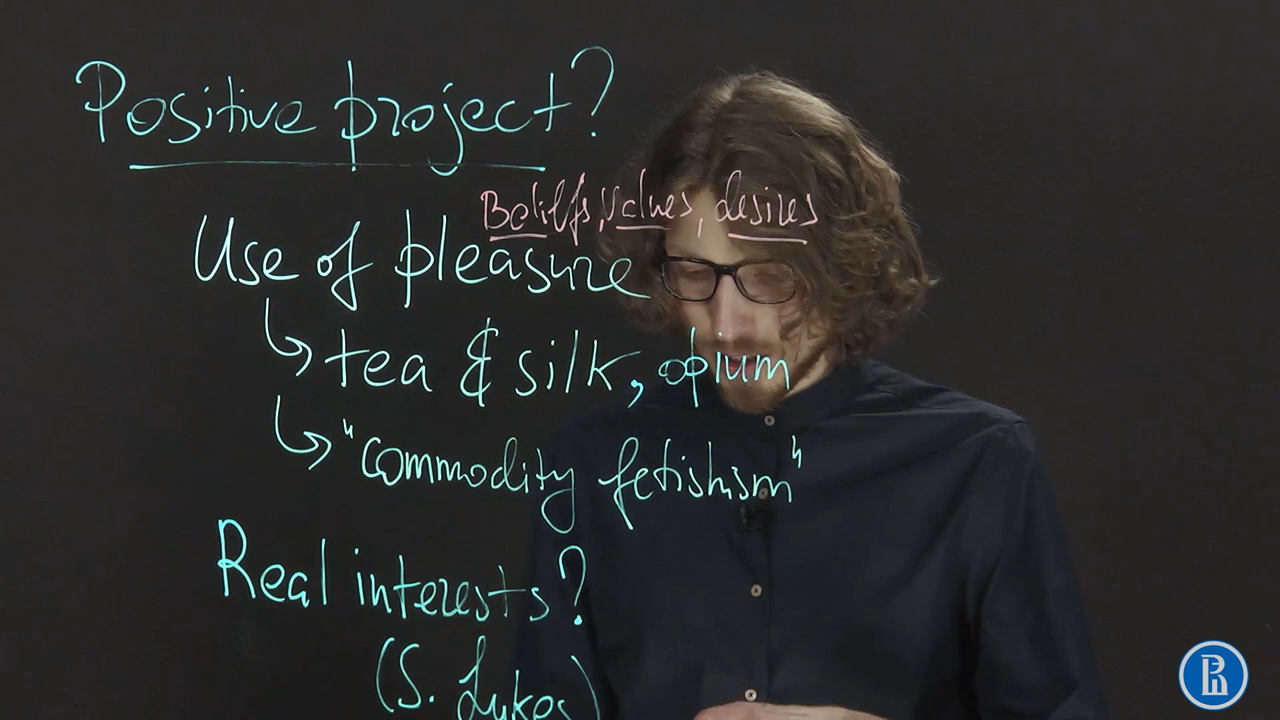 Positive project?
Beliefs, values, desires
Use of pleasure
tea & silk, opium
"commodity fetishism"
Real interests?
(S. Lukes)